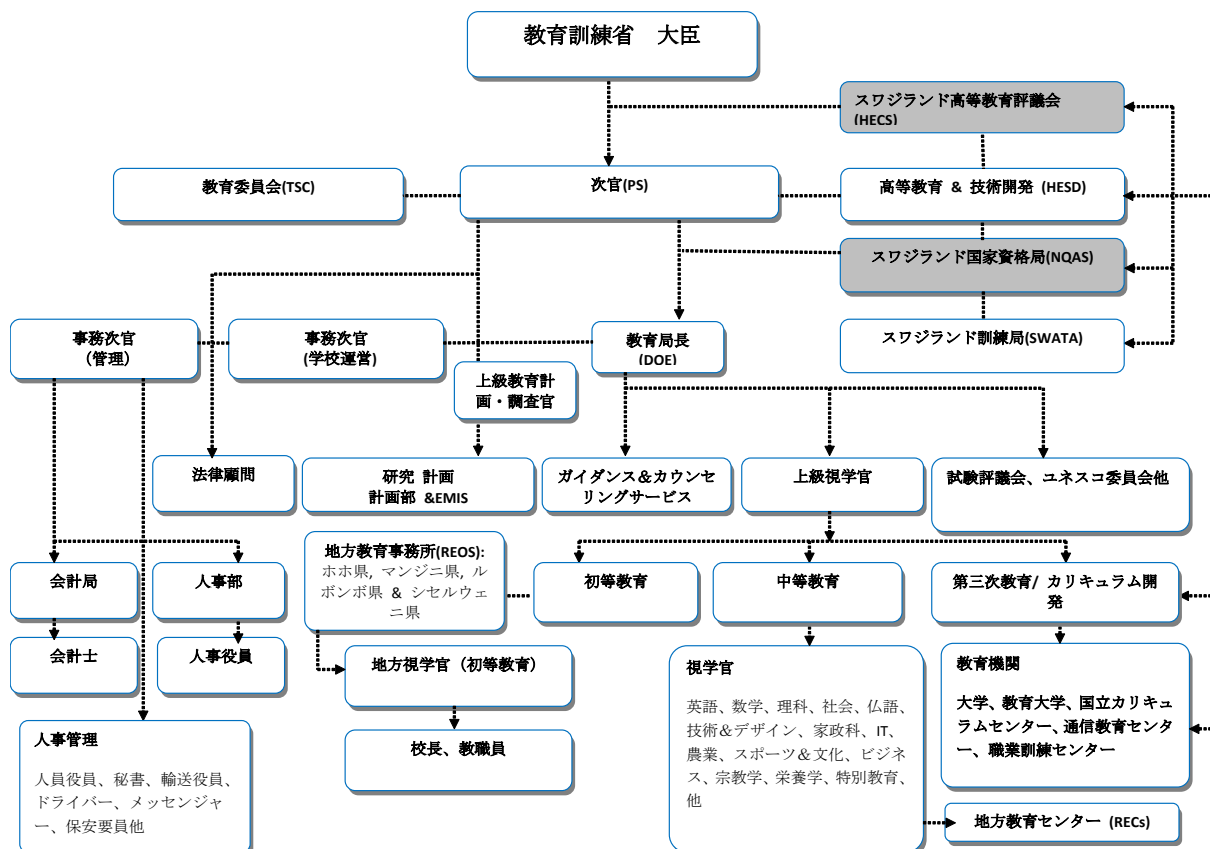 教育訓練省　大臣
スワジランド高等教育評議会
(HECS)
教育委員会(TSC)
次官(PS)
高等教育 & 技術開発 (HESD)
スワジランド国家資格局(NQAS)
事務次官
（管理）
事務次官
(学校運営)
教育局長
(DOE)
スワジランド訓練局(SWATA)
上級教育計
画・調査官
法律顧問
研究 計画
計画部 &EMIS
ガイダンス＆カウンセ
リングサービス
上級視学官
試験評議会、ユネスコ委員会他
会計局
人事部
地方教育事務所(REOS):
ホホ県, マンジニ県, ル
ボンボ県 & シセルウェ
ニ県
初等教育
中等教育
第三次教育/ カリキュラム開
発
会計士
人事役員
地方視学官（初等教育）
校長、教職員
視学官
英語、数学、理科、社会、仏語、
技術＆デザイン、家政科、IT、
農業、スポーツ＆文化、ビジネ
ス、宗教学、栄養学、特別教育、
他
教育機関
大学、教育大学、国立カリキュ
ラムセンター、通信教育センタ
ー、職業訓練センター
人事管理
人員役員、秘書、輸送役員、
ドライバー、メッセンジャ
ー、保安要員他
地方教育センター (RECs)